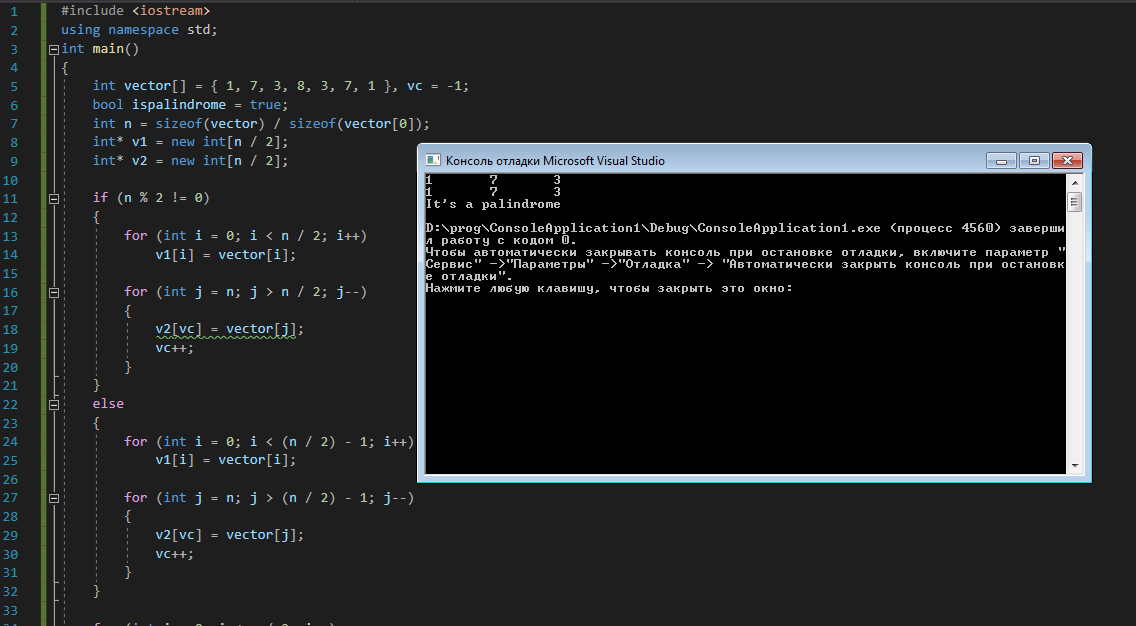 1 #include <iostream>
2 using namespace std;
3 int main()
4 {
5 int vector[] = { 1, 7, 3, 8, 3, 7, 1 }, vc = -1;
6 bool ispalindrome = true;
7 int n = sizeof(vector) / sizeof(vector[0]);
8 int* v1 = new int[n / 2];
9 int* v2 = new int[n / 2];
10
11 if (n % 2 != 0)
12 {
13 for (int i = 0; i < n / 2; i++)
14 v1[i] = vector[i];
15
16 for (int j = n; j > n / 2; j--)
17 {
18 v2[vc] = vector[j];
19 vc++;
20 }
21 }
22 else
23 {
24 for (int i = 0; i < (n / 2) - 1; i++)
25 v1[i] = vector[i];
26
27 for (int j = n; j > (n / 2) - 1; j--)
28 {
29 v2[vc] = vector[j];
30 vc++;
31 }
32 }
33
Консоль отладки Microsoft Visual Studio
1 7 3
1 7 3
It's a palindrome
D:\prog\ConsoleApplication1\Debug\ConsoleApplication1.exe (процесс 4560) заверши
л работу с кодом 0.
Чтобы автоматически закрывать консоль при остановке отладки, включите параметр "
Сервис" ->"Параметры" ->"Отладка" -> "Автоматически закрыть консоль при остановк
е отладки".
Нажмите любую клавишу, чтобы закрыть это окно: